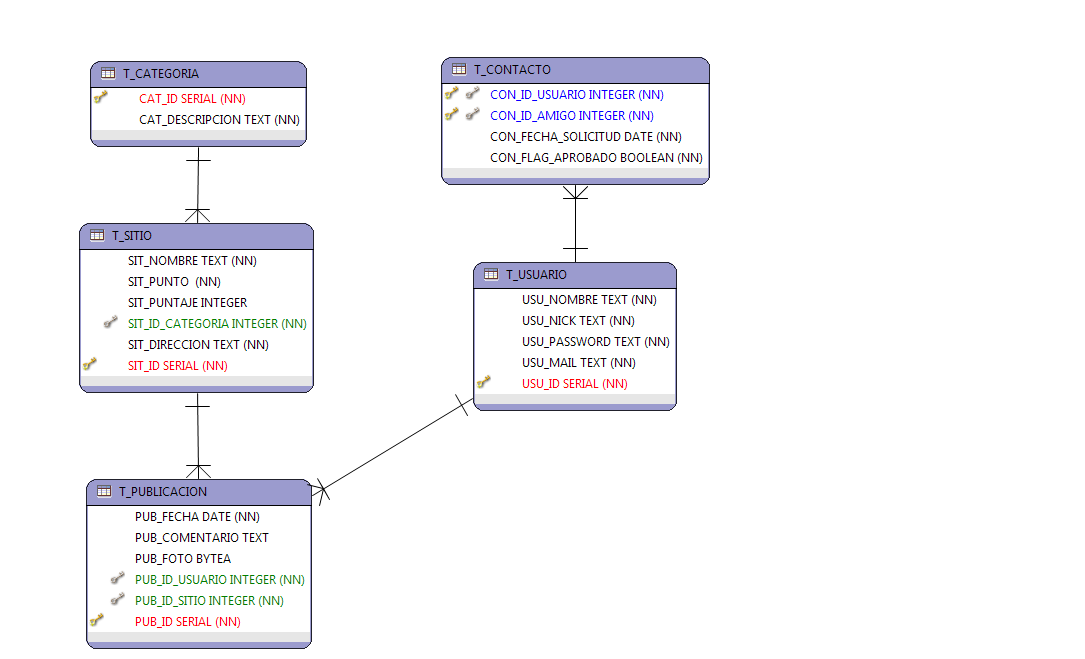 T_CATEGORIA
CAT_ID SERIAL (NN)
CAT_DESCRIPCION TEXT (NN)
T_CONTACTO
CON_ID_USUARIO INTEGER (NN)
CON_ID_AMIGO INTEGER (NN)
CON_FECHA_SOLICITUD DATE (NN)
CON_FLAG_APROBADO BOOLEAN (NN)
T_SITIO
SIT_NOMBRE TEXT (NN)
SIT_PUNTO (NN)
SIT_PUNTAJE INTEGER
SIT_ID_CATEGORIA INTEGER (NN)
SIT_DIRECCION TEXT (NN)
SIT_ID SERIAL (NN)
T_USUARIO
USU_NOMBRE TEXT (NN)
USU_NICK TEXT (NN)
USU_PASSWORD TEXT (NN)
USU_MAIL TEXT (NN)
USU_ID SERIAL (NN)
T_PUBLICACION
PUB_FECHA DATE (NN)
PUB_COMENTARIO TEXT
PUB_FOTO BYTEA
PUB_ID_USUARIO INTEGER (NN)
PUB_ID_SITIO INTEGER (NN)
PUB_ID SERIAL (NN)